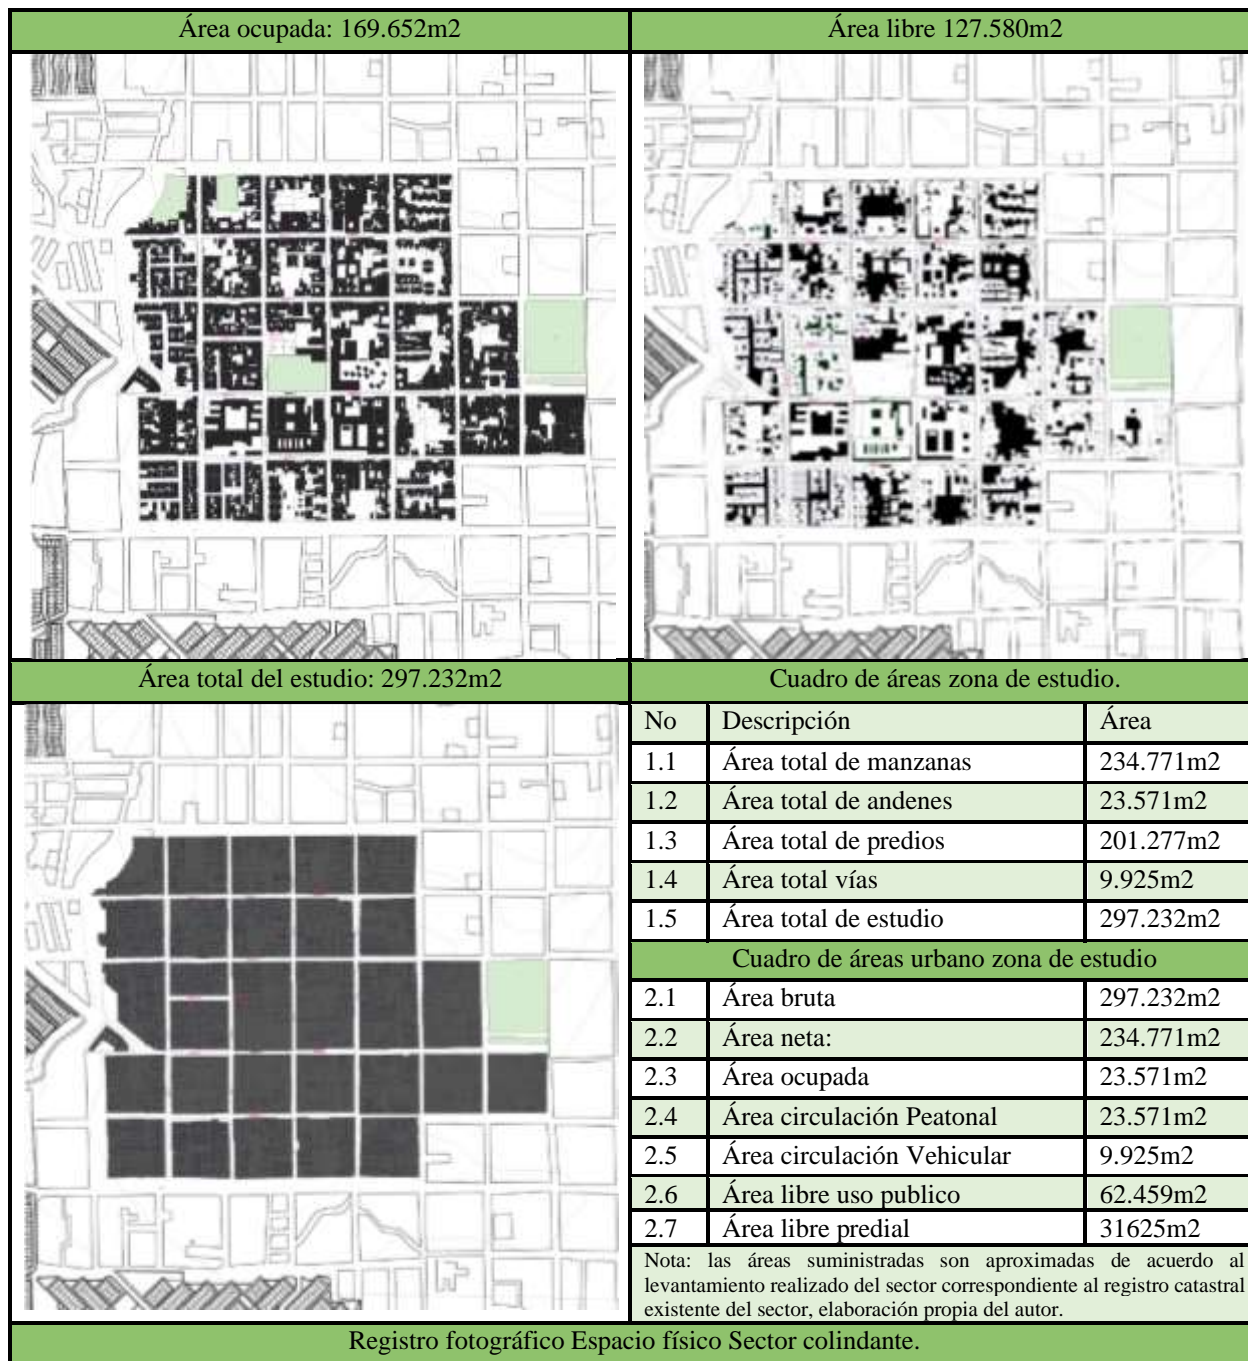 Área ocupada: 169.652m2
Área libre 127.580m2
Área total del estudio: 297.232m2
Cuadro de áreas zona de estudio.
No Descripción Área
1.1 Área total de manzanas 234.771m2
1.2 Área total de andenes 23.571m2
1.3 Área total de predios 201.277m2
1.4 Área total vías 9.925m2
1.5 Área total de estudio 297.232m2
Cuadro de áreas urbano zona de estudio
2.1 Área bruta 297.232m2
2.2 Área neta: 234.771m2
2.3 Área ocupada 23.571m2
2.4 Área circulación Peatonal 23.571m2
2.5 Área circulación Vehicular 9.925m2
2.6 Área libre uso publico 62.459m2
2.7 Área libre predial 31625m2
Nota: las áreas suministradas son aproximadas de acuerdo al
levantamiento realizado del sector correspondiente al registro catastral
existente del sector, elaboración propia del autor.
Registro fotográfico Espacio físico Sector colindante.